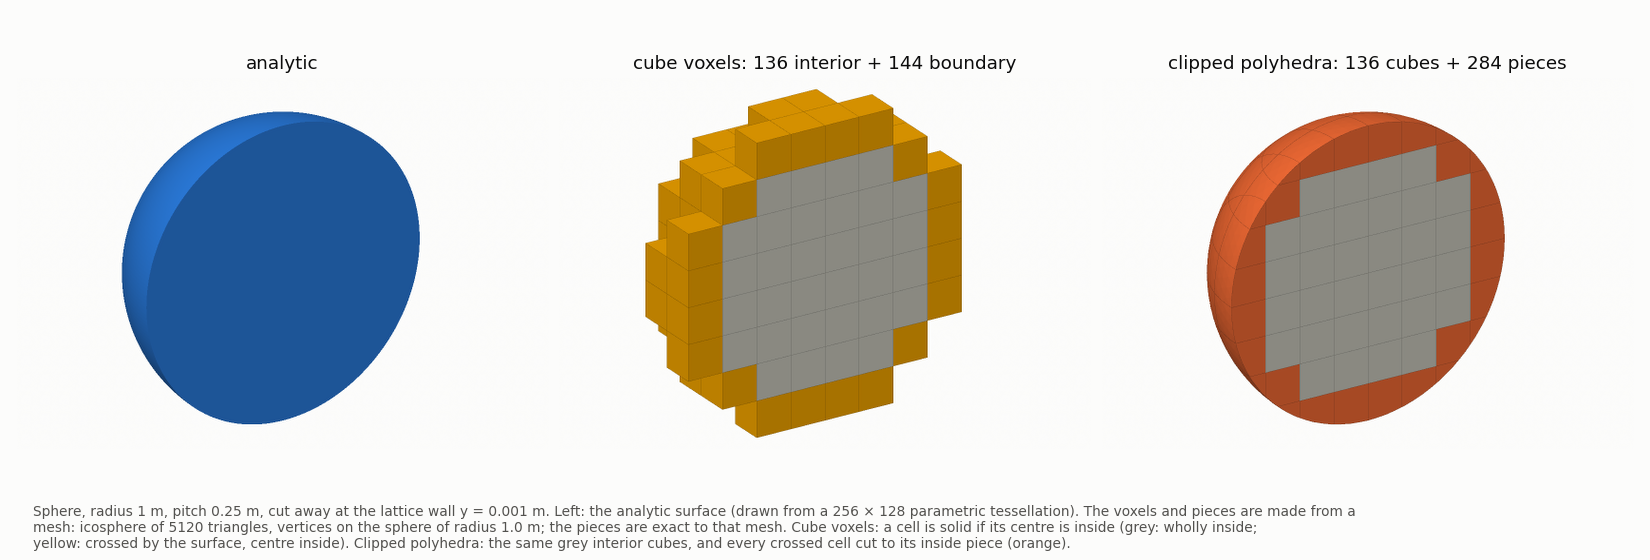 analytic
cube voxels: 136 interior + 144 boundary
clipped polyhedra: 136 cubes + 284 pieces
Sphere, radius 1 m, pitch 0.25 m, cut away at the lattice wall y = 0.001 m. Left: the analytic surface (drawn from a 256 × 128 parametric tessellation). The voxels and pieces are made from a
mesh: icosphere of 5120 triangles, vertices on the sphere of radius 1.0 m; the pieces are exact to that mesh. Cube voxels: a cell is solid if its centre is inside (grey: wholly inside;
yellow: crossed by the surface, centre inside). Clipped polyhedra: the same grey interior cubes, and every crossed cell cut to its inside piece (orange).